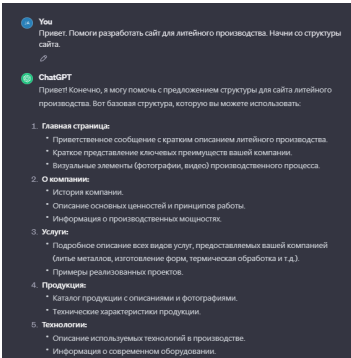 You
Привет. Помоги разработать сайт для литейного производства. Начни со структуры
сайта.
ChatGPT
Привет! Конечно, я могу помочь с предложением структуры для сайта литейного
производства. Вот базовая структура, которую вы можете использовать:
1. Главная страница:
• Приветственное сообщение с кратким описанием литейного производства.
• Краткое представление ключевых преимуществ вашей компании.
• Визуальные элементы (фотографии, видео) производственного процесса.
2. О компании:
• История компании.
• Описание основных ценностей и принципов работы.
• Информация о производственных мощностях.
3. Услуги:
• Подробное описание всех видов услуг, предоставляемых вашей компанией
(литье металлов, изготовление форм, термическая обработка и т.д.).
• Примеры реализованных проектов.
4. Продукция:
• Каталог продукции с описаниями и фотографиями.
• Технические характеристики продукции.
5. Технологии:
• Описание используемых технологий в производстве.
• Информация о современном оборудовании.